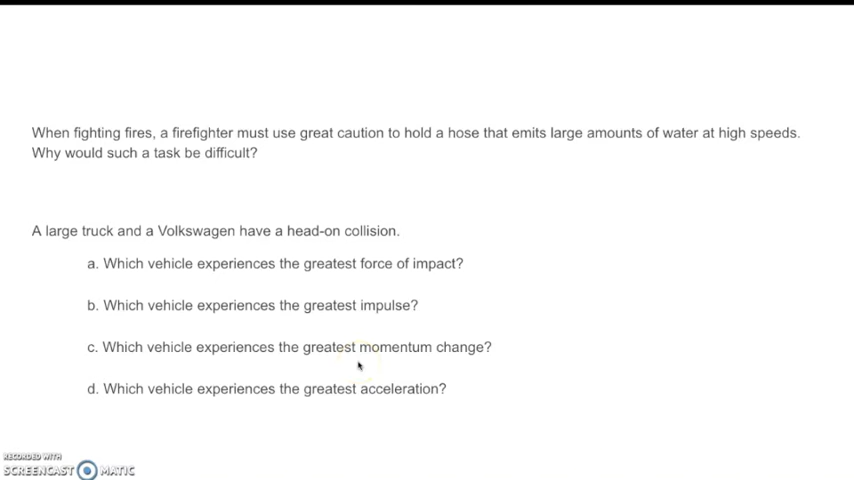 When fighting fires, a firefighter must use great caution to hold a hose that emits large amounts of water at high speeds.
Why would such a task be difficult?
A large truck and a Volkswagen have a head-on collision.
a. Which vehicle experiences the greatest force of impact?
b. Which vehicle experiences the greatest impulse?
c. Which vehicle experiences the greatest momentum change?
d. Which vehicle experiences the greatest acceleration?
RECORDED WITH
SCREENCAST MATIC